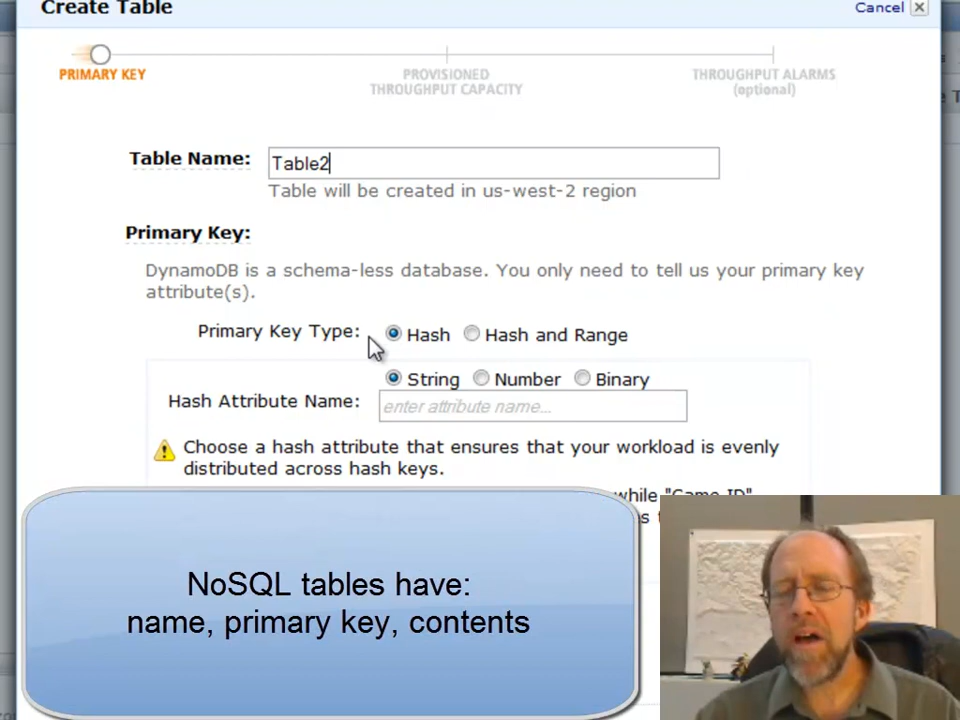 Create Table
Cancel
PRIMARY KEY
PROVISIONED
THROUGHPUT CAPACITY
THROUGHPUT ALARMS
(optional)
Table Name:
Table2
Table will be created in us-west-2 region
Primary Key:
DynamoDB is a schema-less database. You only need to tell us your primary key
attribute(s).
Primary Key Type:
Hash
Hash and Range
String
Number
Binary
Hash Attribute Name:
enter attribute name...
Choose a hash attribute that ensures that your workload is evenly
distributed across hash keys.
while "Game ID"
NoSQL tables have:
name, primary key, contents